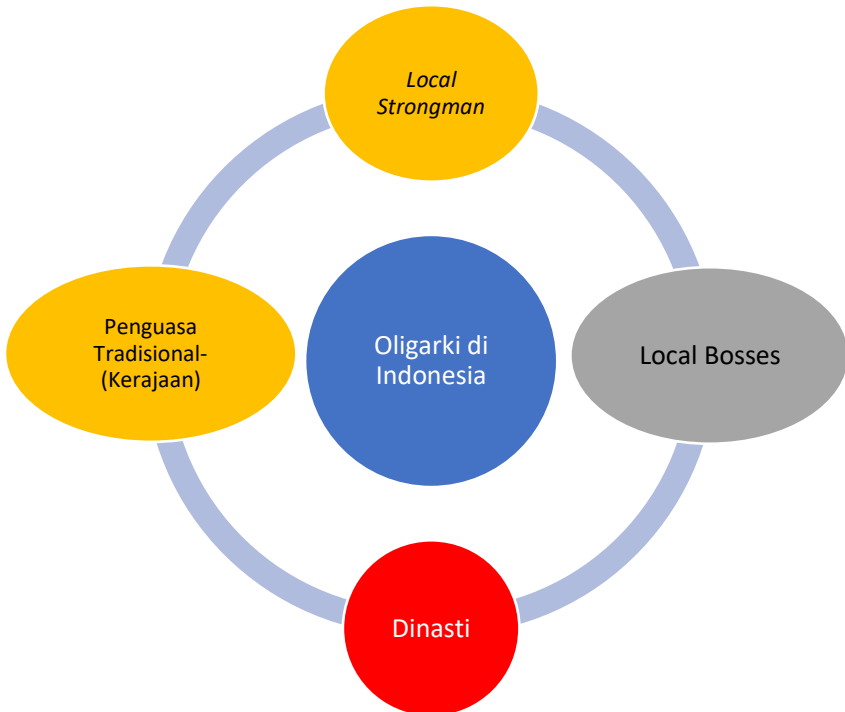 Local
Strongman
Penguasa
Tradisional-
(Kerajaan)
Oligarki di
Indonesia
Local Bosses
Dinasti